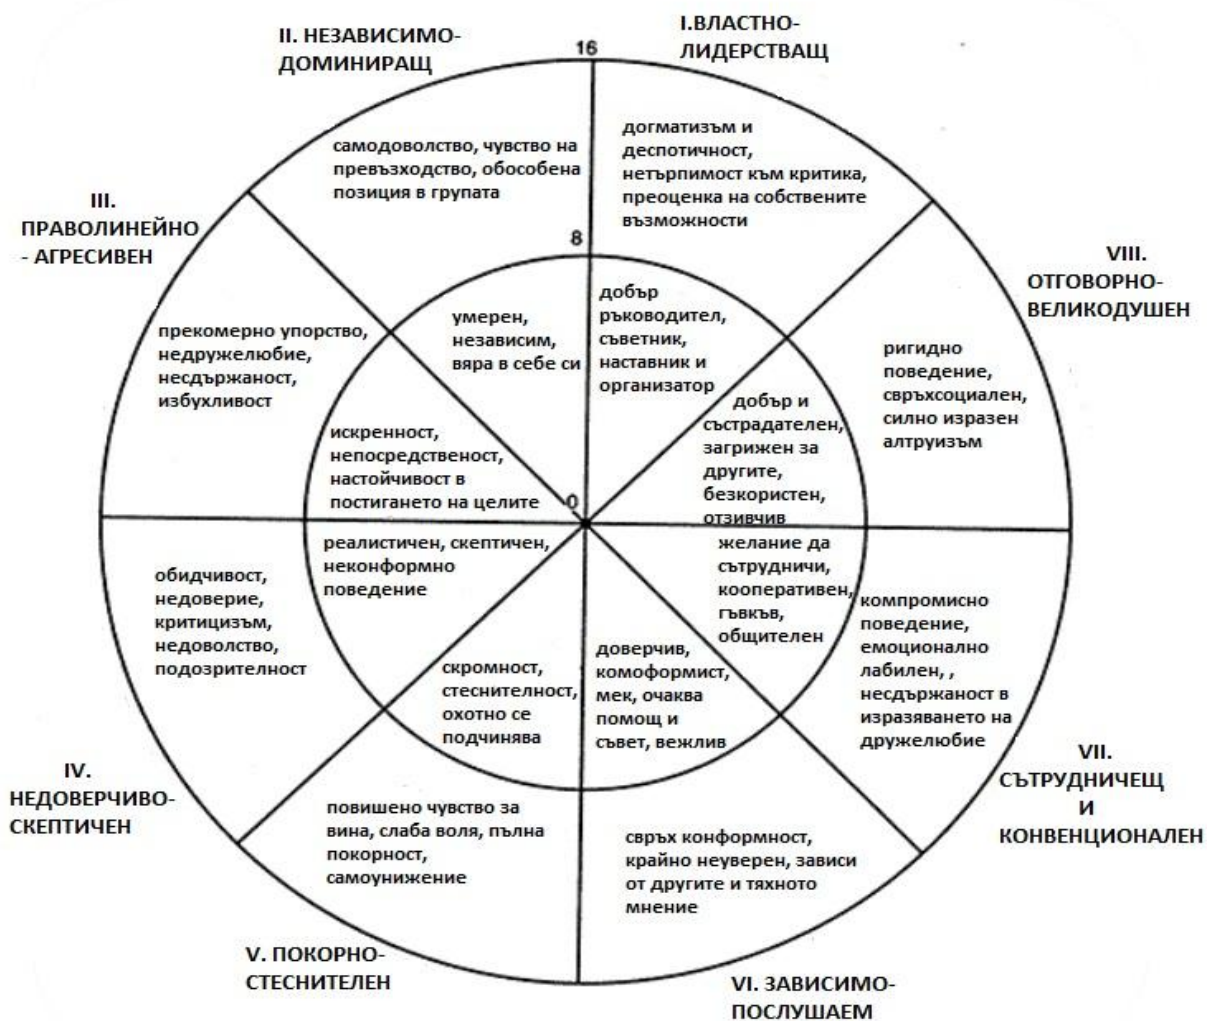 I.ВЛАСТНО-
ЛИДЕРСТВАЩ
II. НЕЗАВИСИМО-
ДОМИНИРАЩ
16
догматизъм и
деспотичност,
нетърпимост към критика,
преоценка на собствените
възможности
самодоволство, чувство на
превъзходство, обособена
позиция в групата
III.
ПРАВОЛИНЕЙНО
- АГРЕСИВЕН
8
VIII.
ОТГОВОРНО-
ВЕЛИКОДУШЕН
добър
ръководител,
съветник,
наставник и
организатор
умерен,
независим,
вяра в себе си
прекомерно упорство,
недружелюбие,
несдържаност,
избухливост
ригидно
поведение,
свръхсоциален,
силно изразен
алтруизъм
добър и
състрадателен,
загрижен за
другите,
безкористен,
отзивчив
искренност,
непосредственост,
настойчивост в
постигането на целите
0
реалистичен, скептичен,
неконформно
поведение
желание да
сътрудничи,
кооперативен,
гъвкъв,
общителен
обидчивост,
недоверие,
критицизъм,
недоволство,
подозрителност
компромисно
поведение,
емоционално
лабилен, ,
несдържаност в
изразяването на
дружелюбие
скромност,
стеснителност,
охотно се
подчинява
доверчив,
комоформист,
мек, очаква
помощ и
съвет, вежлив
VII.
СЪТРУДНИЧЕЩ
И
КОНВЕНЦИОНАЛЕН
IV.
НЕДОВЕРЧИВО-
СКЕПТИЧЕН
повишено чувство за
вина, слаба воля, пълна
покорност,
самоунижение
свръх конформност,
крайно неуверен, зависи
от другите и тяхното
мнение
V. ПОКОРНО-
СТЕСНИТЕЛЕН
VI. ЗАВИСИМО-
ПОСЛУШАЕМ